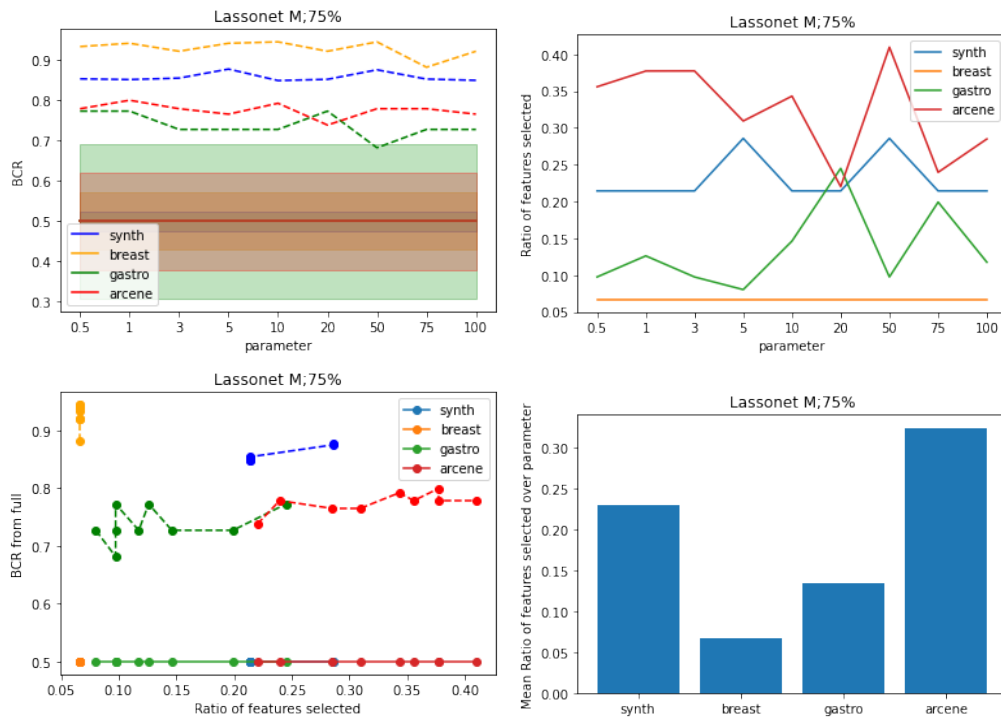 Lassonet M;75%
BCR
0.9
0.8
0.7
0.6
0.5
0.4
0.3
synth
breast
gastro
arcene
0.5 1 3 5 10 20 50 75 100
parameter
Lassonet M;75%
Ratio of features selected
0.40
0.35
0.30
0.25
0.20
0.15
0.10
0.05
synth
breast
gastro
arcene
0.5 1 3 5 10 20 50 75 100
parameter
Lassonet M;75%
BCR from full
0.9
0.8
0.7
0.6
0.5
synth
breast
gastro
arcene
0.05 0.10 0.15 0.20 0.25 0.30 0.35 0.40
Ratio of features selected
Lassonet M;75%
Mean Ratio of features selected over parameter
0.30
0.25
0.20
0.15
0.10
0.05
0.00
synth breast gastro arcene